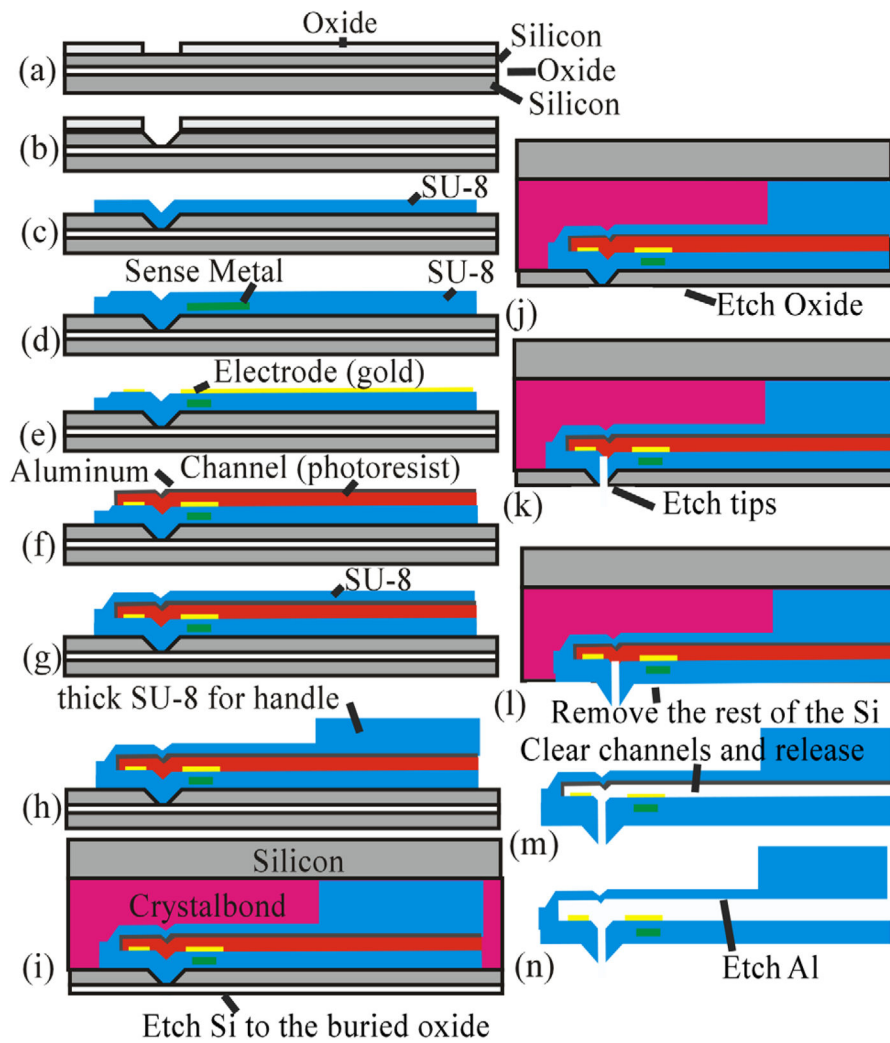 Oxide
Silicon
Oxide
Silicon
(a)
(b)
SU-8
(c)
Sense Metal
SU-8
(d)
Electrode (gold)
(e)
Aluminum
Channel (photoresist)
(f)
SU-8
(g)
thick SU-8 for handle
(h)
Silicon
Crystalbond
(i)
Etch Si to the buried oxide
(j)
Etch Oxide
(k)
Etch tips
(l)
Remove the rest of the Si
Clear channels and release
(m)
(n)
Etch Al